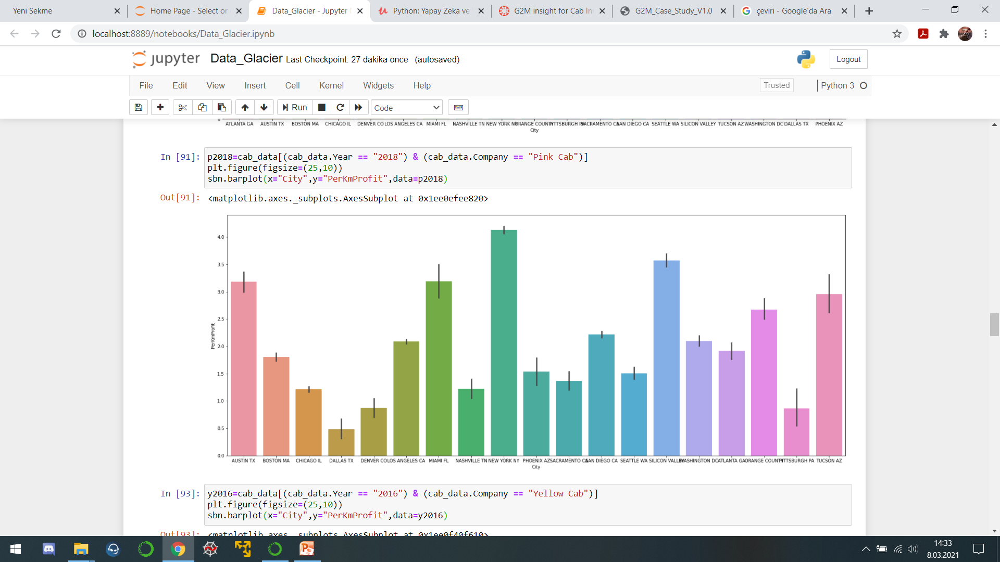 Yeni Sekme
Home Page - Select or
Data_Glacier - Jupyter
Python: Yapay Zeka ve
G2M insight for Cab In
G2M_Case_Study_V1.0
çeviri - Google'da Ara
localhost:8889/notebooks/Data_Glacier.ipynb
jupyter Data_Glacier Last Checkpoint: 27 dakika önce (autosaved)
Logout
File Edit View Insert Cell Kernel Widgets Help
Trusted
Python 3
Run
Code
0
ATLANTA GA AUSTIN TX BOSTON MA CHICAGO IL DENVER CO LOS ANGELES CA MIAMI FL NASHVILLE TN NEW YORK NY ORANGE COUNTY PITTSBURGH PA SACRAMENTO CA SAN DIEGO CA SEATTLE WA SILICON VALLEY TUCSON AZ WASHINGTON DC DALLAS TX PHOENIX AZ
City
In [91]:
p2018=cab_data[(cab_data.Year == "2018") & (cab_data.Company == "Pink Cab")]
plt.figure(figsize=(25,10))
sbn.barplot(x="City",y="PerKmProfit",data=p2018)
Out[91]:
<matplotlib.axes._subplots.AxesSubplot at 0x1ee0efee820>
4.0
3.5
3.0
2.5
2.0
1.5
1.0
0.5
0.0
PerKmProfit
AUSTIN TX BOSTON MA CHICAGO IL DALLAS TX DENVER CO LOS ANGELES CA MIAMI FL NASHVILLE TN NEW YORK NY PHOENIX AZ SACRAMENTO CA SAN DIEGO CA SEATTLE WA SILICON VALLEY WASHINGTON DC ATLANTA GA ORANGE COUNTY PITTSBURGH PA TUCSON AZ
City
In [93]:
y2016=cab_data[(cab_data.Year == "2016") & (cab_data.Company == "Yellow Cab")]
plt.figure(figsize=(25,10))
sbn.barplot(x="City",y="PerKmProfit",data=y2016)
Out[93]:
<matplotlib.axes._subplots.AxesSubplot at 0x1ee0f40f610>
14:33
8.03.2021